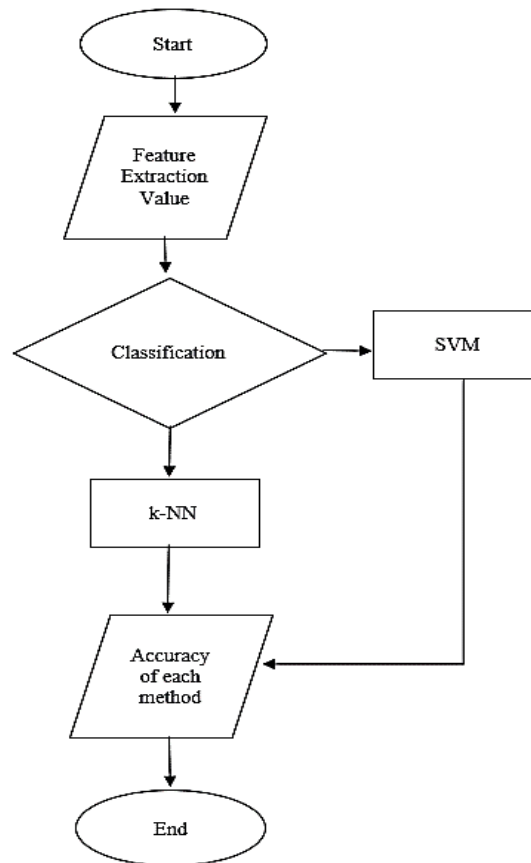 Start
Feature
Extraction
Value
Classification
SVM
k-NN
Accuracy
of each
method
End